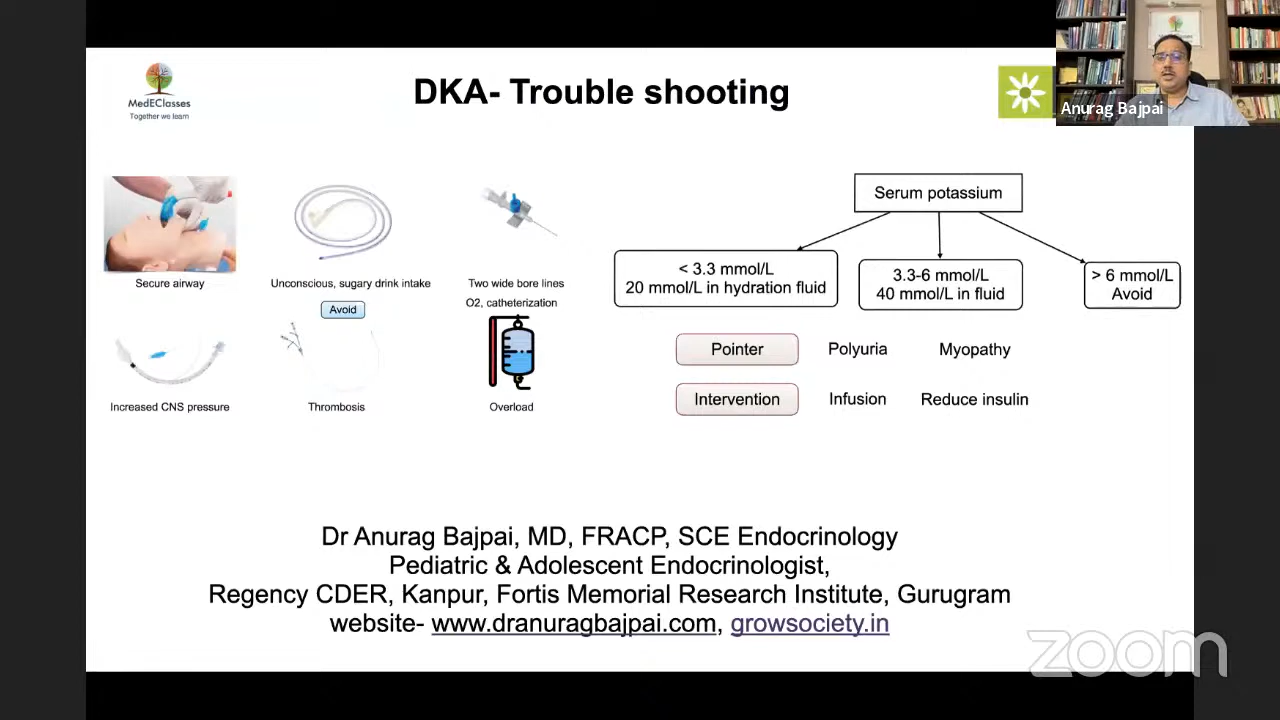 MedEClasses
Together we learn
DKA- Trouble shooting
Anurag Bajpai
Secure airway
Unconscious, sugary drink intake
Two wide bore lines
O2, catheterization
Avoid
Increased CNS pressure
Thrombosis
Overload
Serum potassium
< 3.3 mmol/L
20 mmol/L in hydration fluid
3.3-6 mmol/L
40 mmol/L in fluid
> 6 mmol/L
Avoid
Pointer
Polyuria
Myopathy
Intervention
Infusion
Reduce insulin
Dr Anurag Bajpai, MD, FRACP, SCE Endocrinology
Pediatric & Adolescent Endocrinologist,
Regency CDER, Kanpur, Fortis Memorial Research Institute, Gurugram
website- www.dranuragbajpai.com, growsociety.in
zoom